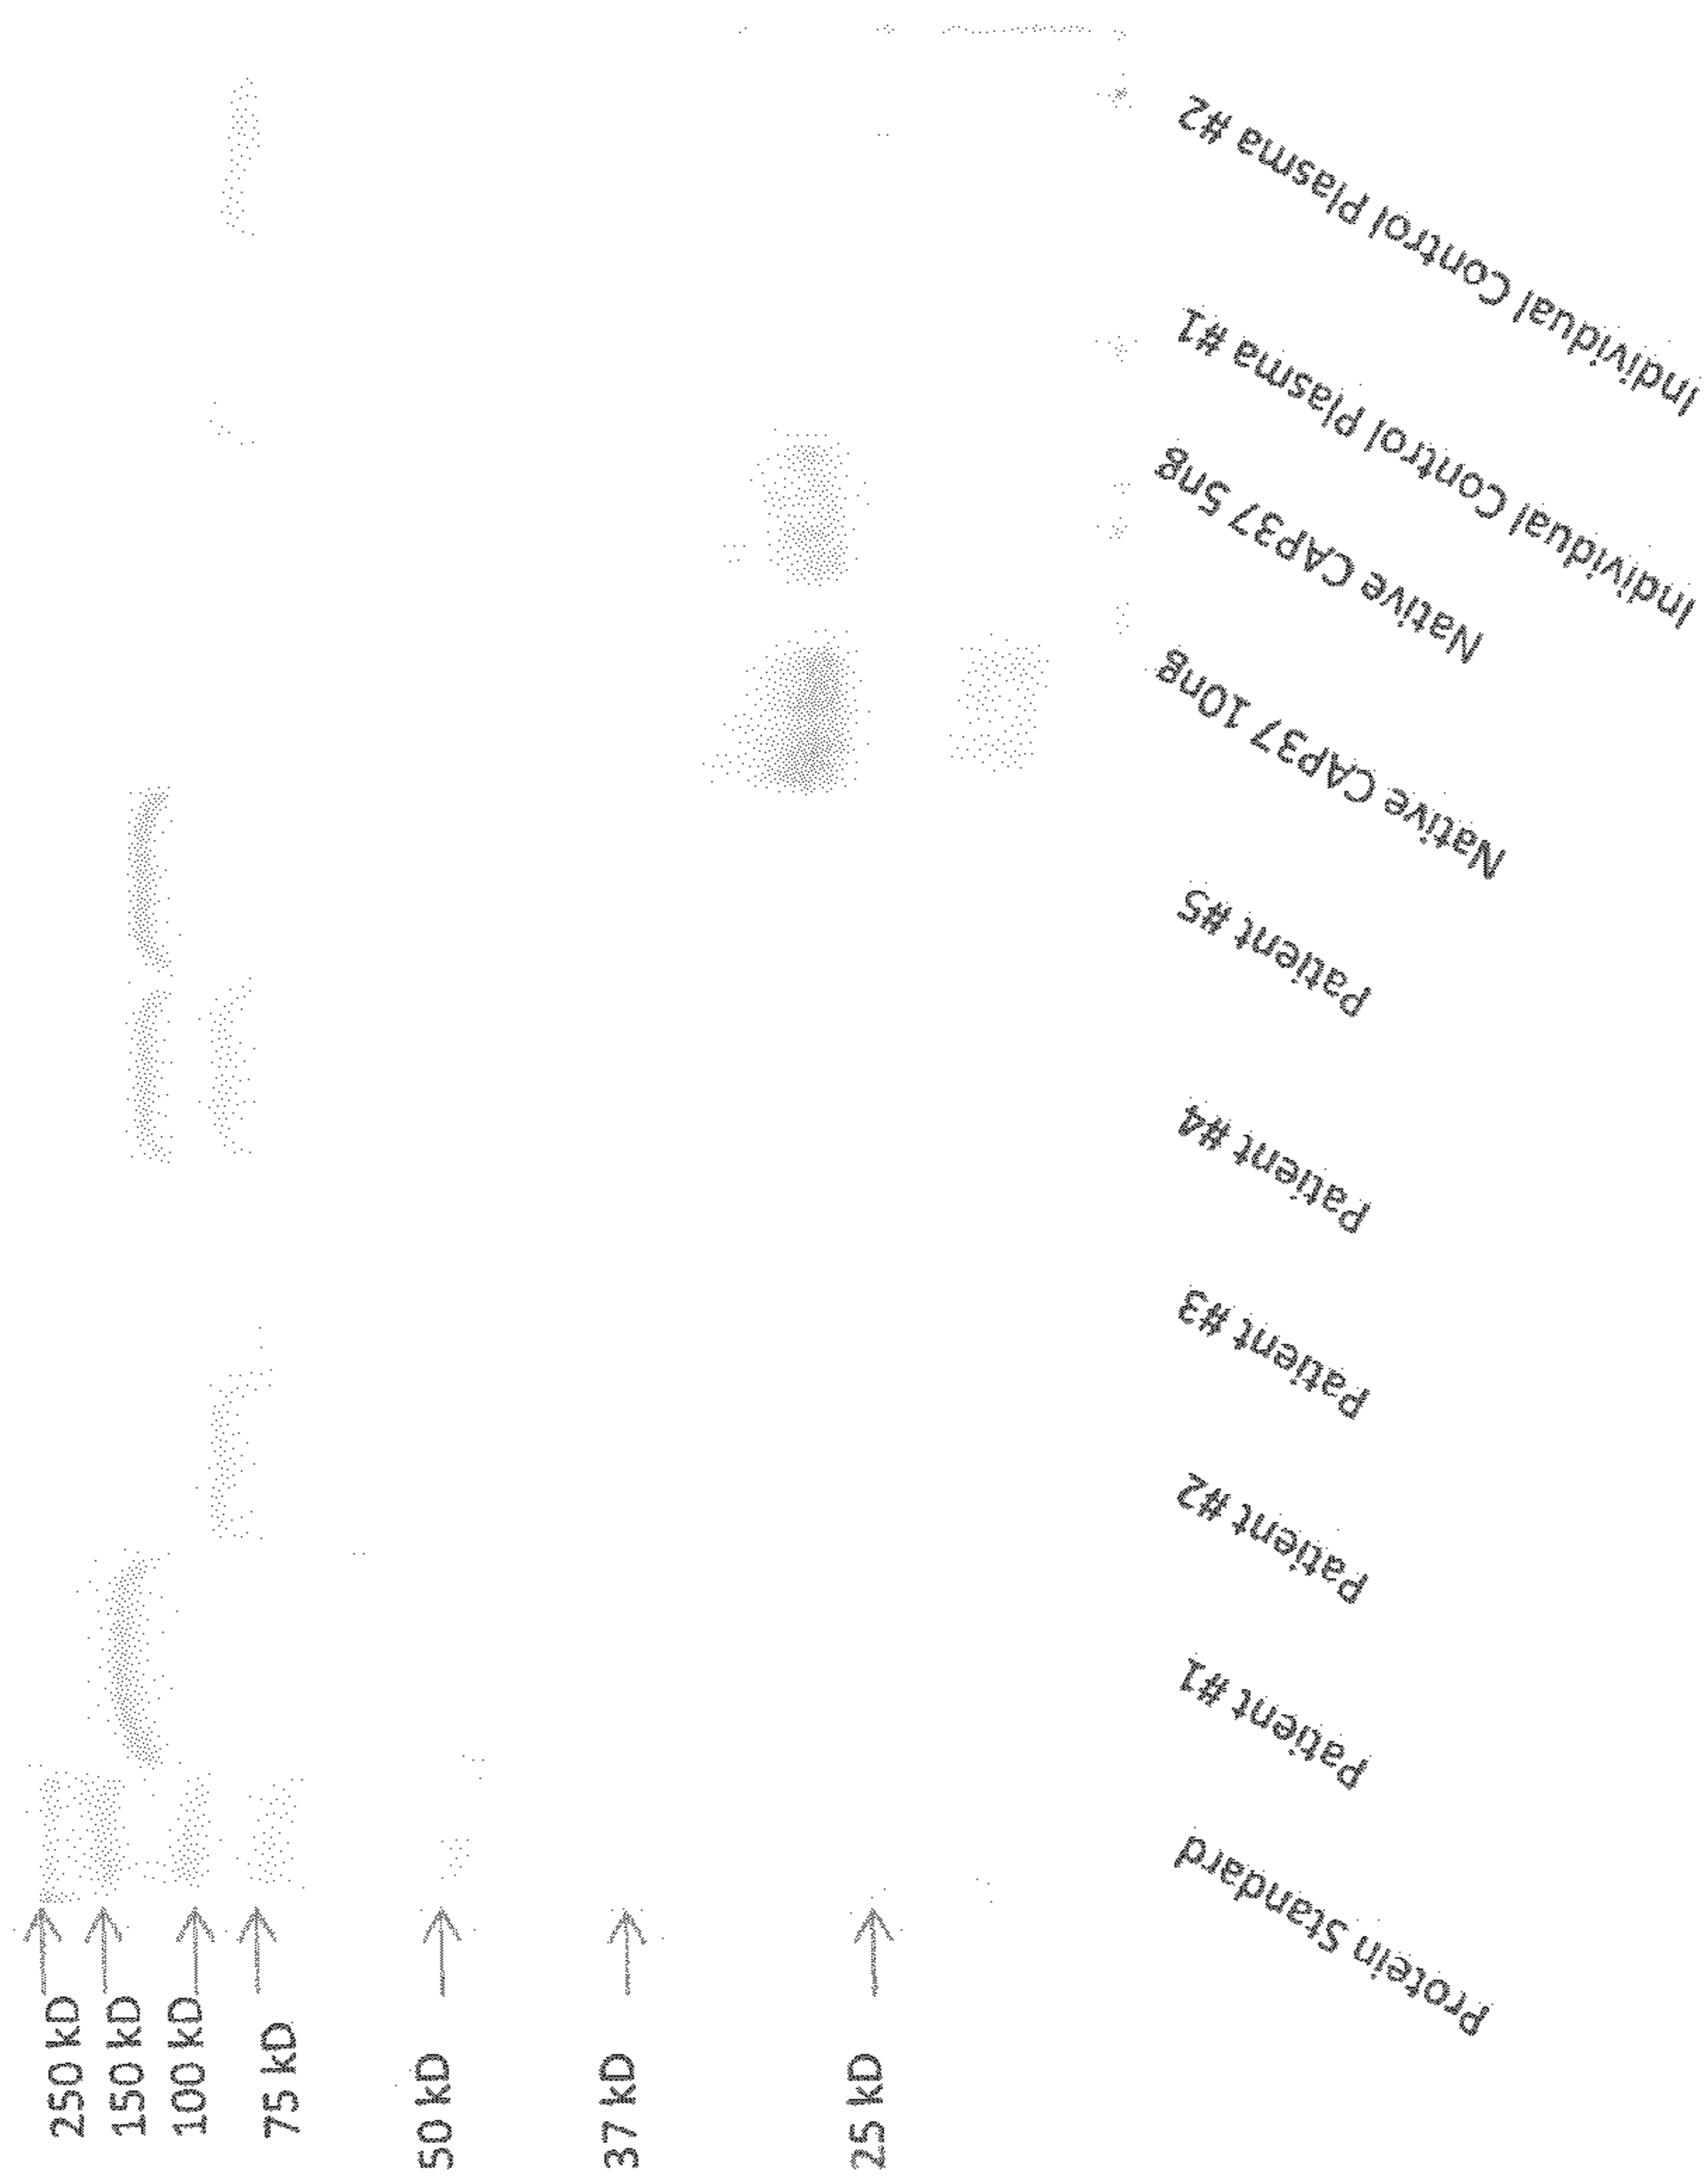 250 kD
150 kD
100 kD
75 kD
50 kD
37 kD
25 kD
Protein Standard
Patient #1
Patient #2
Patient #3
Patient #4
Patient #5
Native CAP37 10ng
Native CAP37 5ng
Individual Control Plasma #1
Individual Control Plasma #2